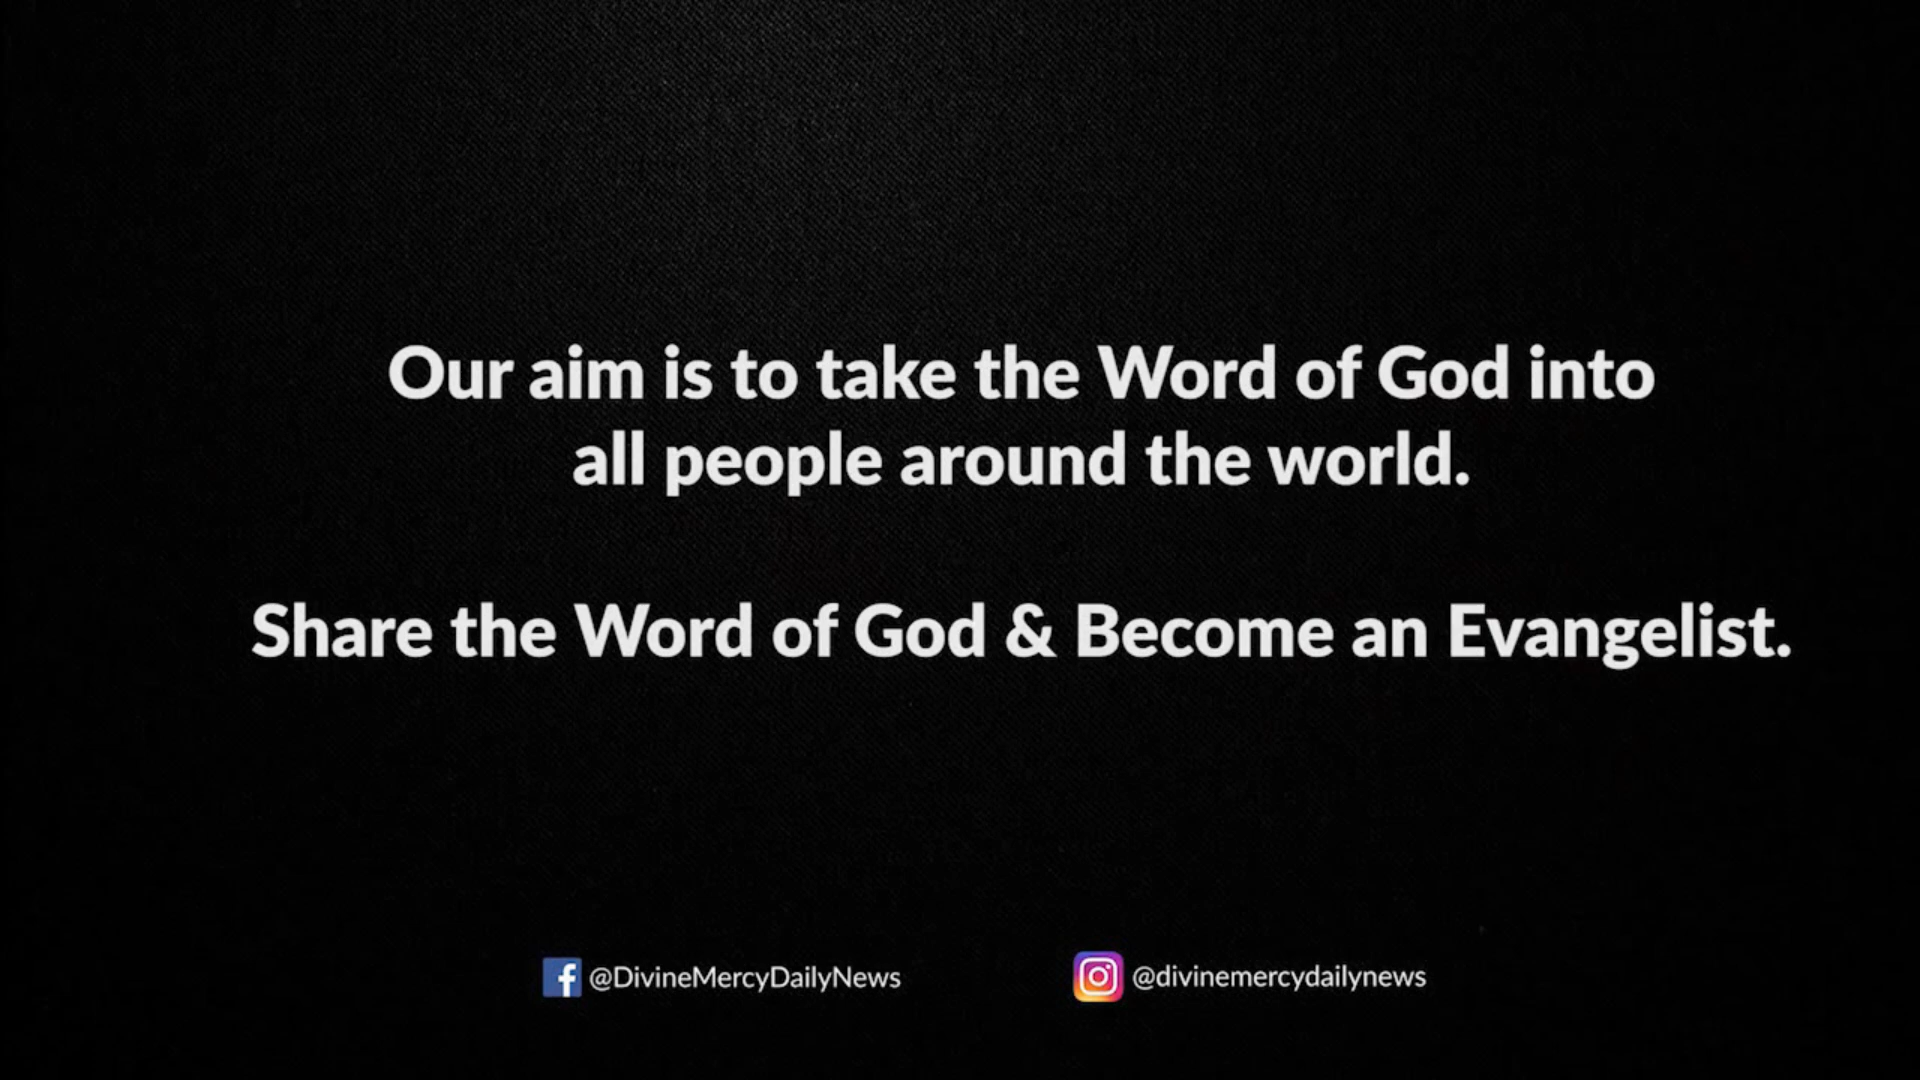 Our aim is to take the Word of God into
all people around the world.
Share the Word of God & Become an Evangelist.
@DivineMercyDailyNews
@divinemercydailynews